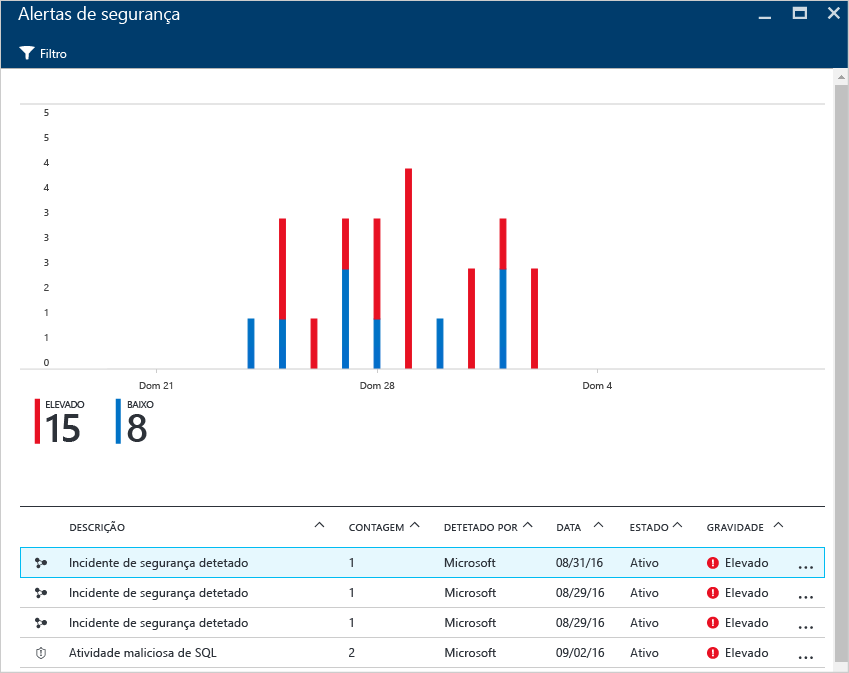 Alertas de segurança
Filtro
5
5
4
4
3
3
3
2
1
1
0
Dom 21 Dom 28 Dom 4
ELEVADO BAIXO
15 8
DESCRIÇÃO CONTAGEM DETETADO POR DATA ESTADO GRAVIDADE
Incidente de segurança detetado 1 Microsoft 08/31/16 Ativo Elevado ...
Incidente de segurança detetado 1 Microsoft 08/29/16 Ativo Elevado ...
Incidente de segurança detetado 1 Microsoft 08/29/16 Ativo Elevado ...
Atividade maliciosa de SQL 2 Microsoft 09/02/16 Ativo Elevado ...